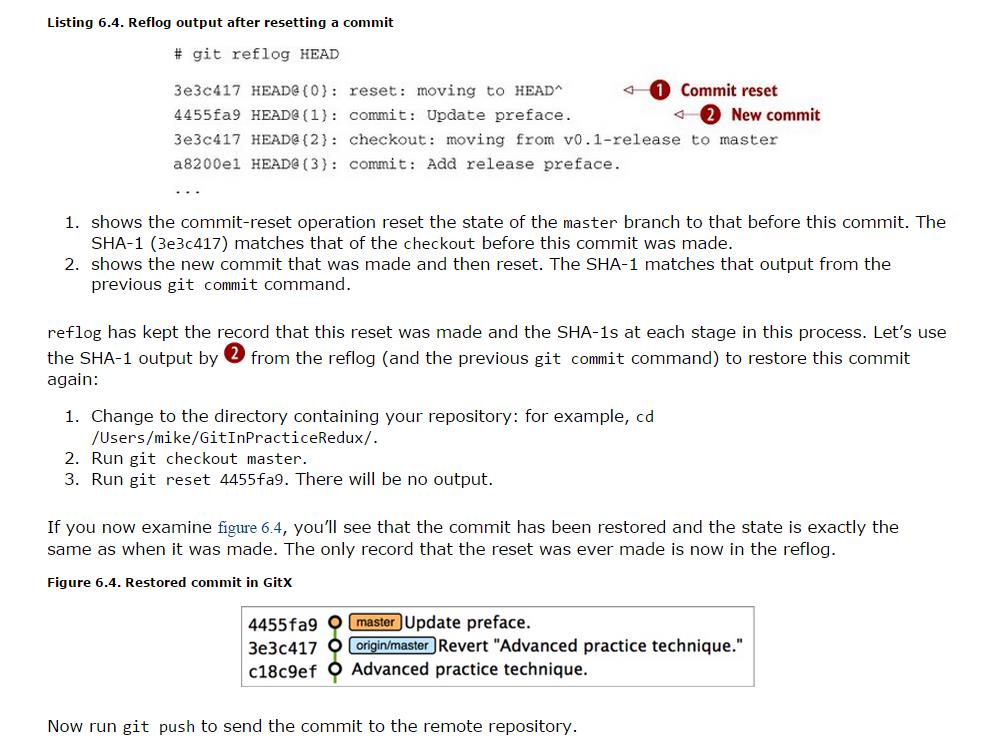 Listing 6.4. Reflog output after resetting a commit
# git reflog HEAD
3e3c417 HEAD@{0}: reset: moving to HEAD^ 1 Commit reset
4455fa9 HEAD@{1}: commit: Update preface. 2 New commit
3e3c417 HEAD@{2}: checkout: moving from v0.1-release to master
a8200e1 HEAD@{3}: commit: Add release preface.
...
1. shows the commit-reset operation reset the state of the master branch to that before this commit. The
SHA-1 (3e3c417) matches that of the checkout before this commit was made.
2. shows the new commit that was made and then reset. The SHA-1 matches that output from the
previous git commit command.
reflog has kept the record that this reset was made and the SHA-1s at each stage in this process. Let’s use
the SHA-1 output by 2 from the reflog (and the previous git commit command) to restore this commit
again:
1. Change to the directory containing your repository: for example, cd
/Users/mike/GitInPracticeRedux/.
2. Run git checkout master.
3. Run git reset 4455fa9. There will be no output.
If you now examine figure 6.4, you’ll see that the commit has been restored and the state is exactly the
same as when it was made. The only record that the reset was ever made is now in the reflog.
Figure 6.4. Restored commit in GitX
4455fa9 master Update preface.
3e3c417 origin/master Revert "Advanced practice technique."
c18c9ef Advanced practice technique.
Now run git push to send the commit to the remote repository.